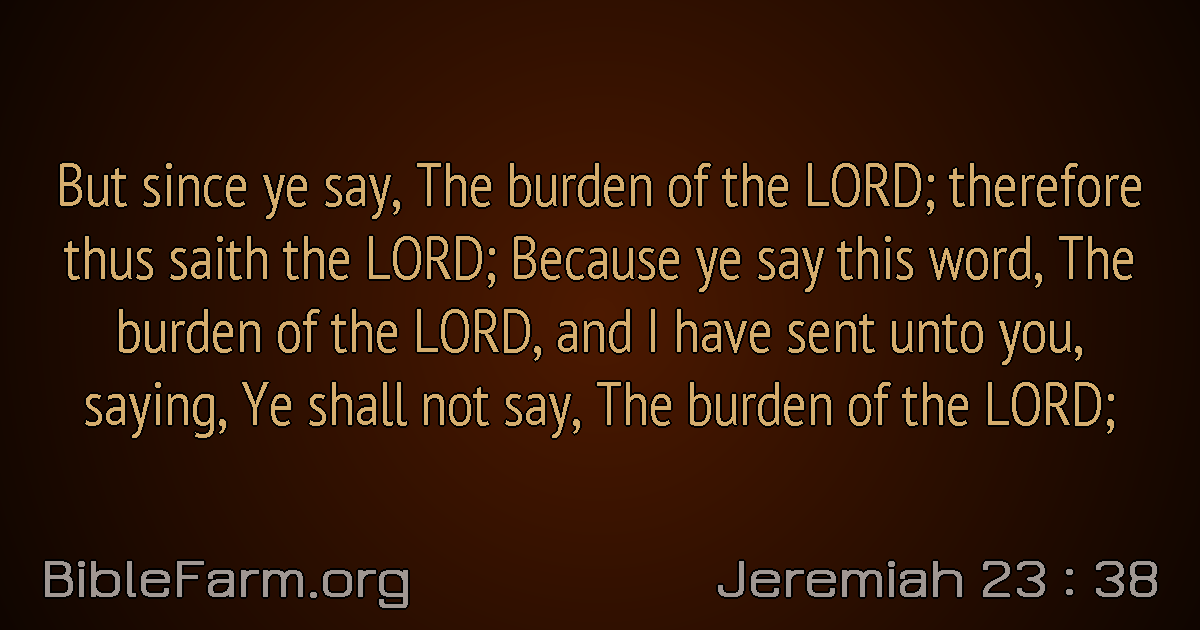 But since ye say, The burden of the LORD; therefore
thus saith the LORD; Because ye say this word, The
burden of the LORD, and I have sent unto you,
saying, Ye shall not say, The burden of the LORD;
BibleFarm.org
Jeremiah 23 : 38